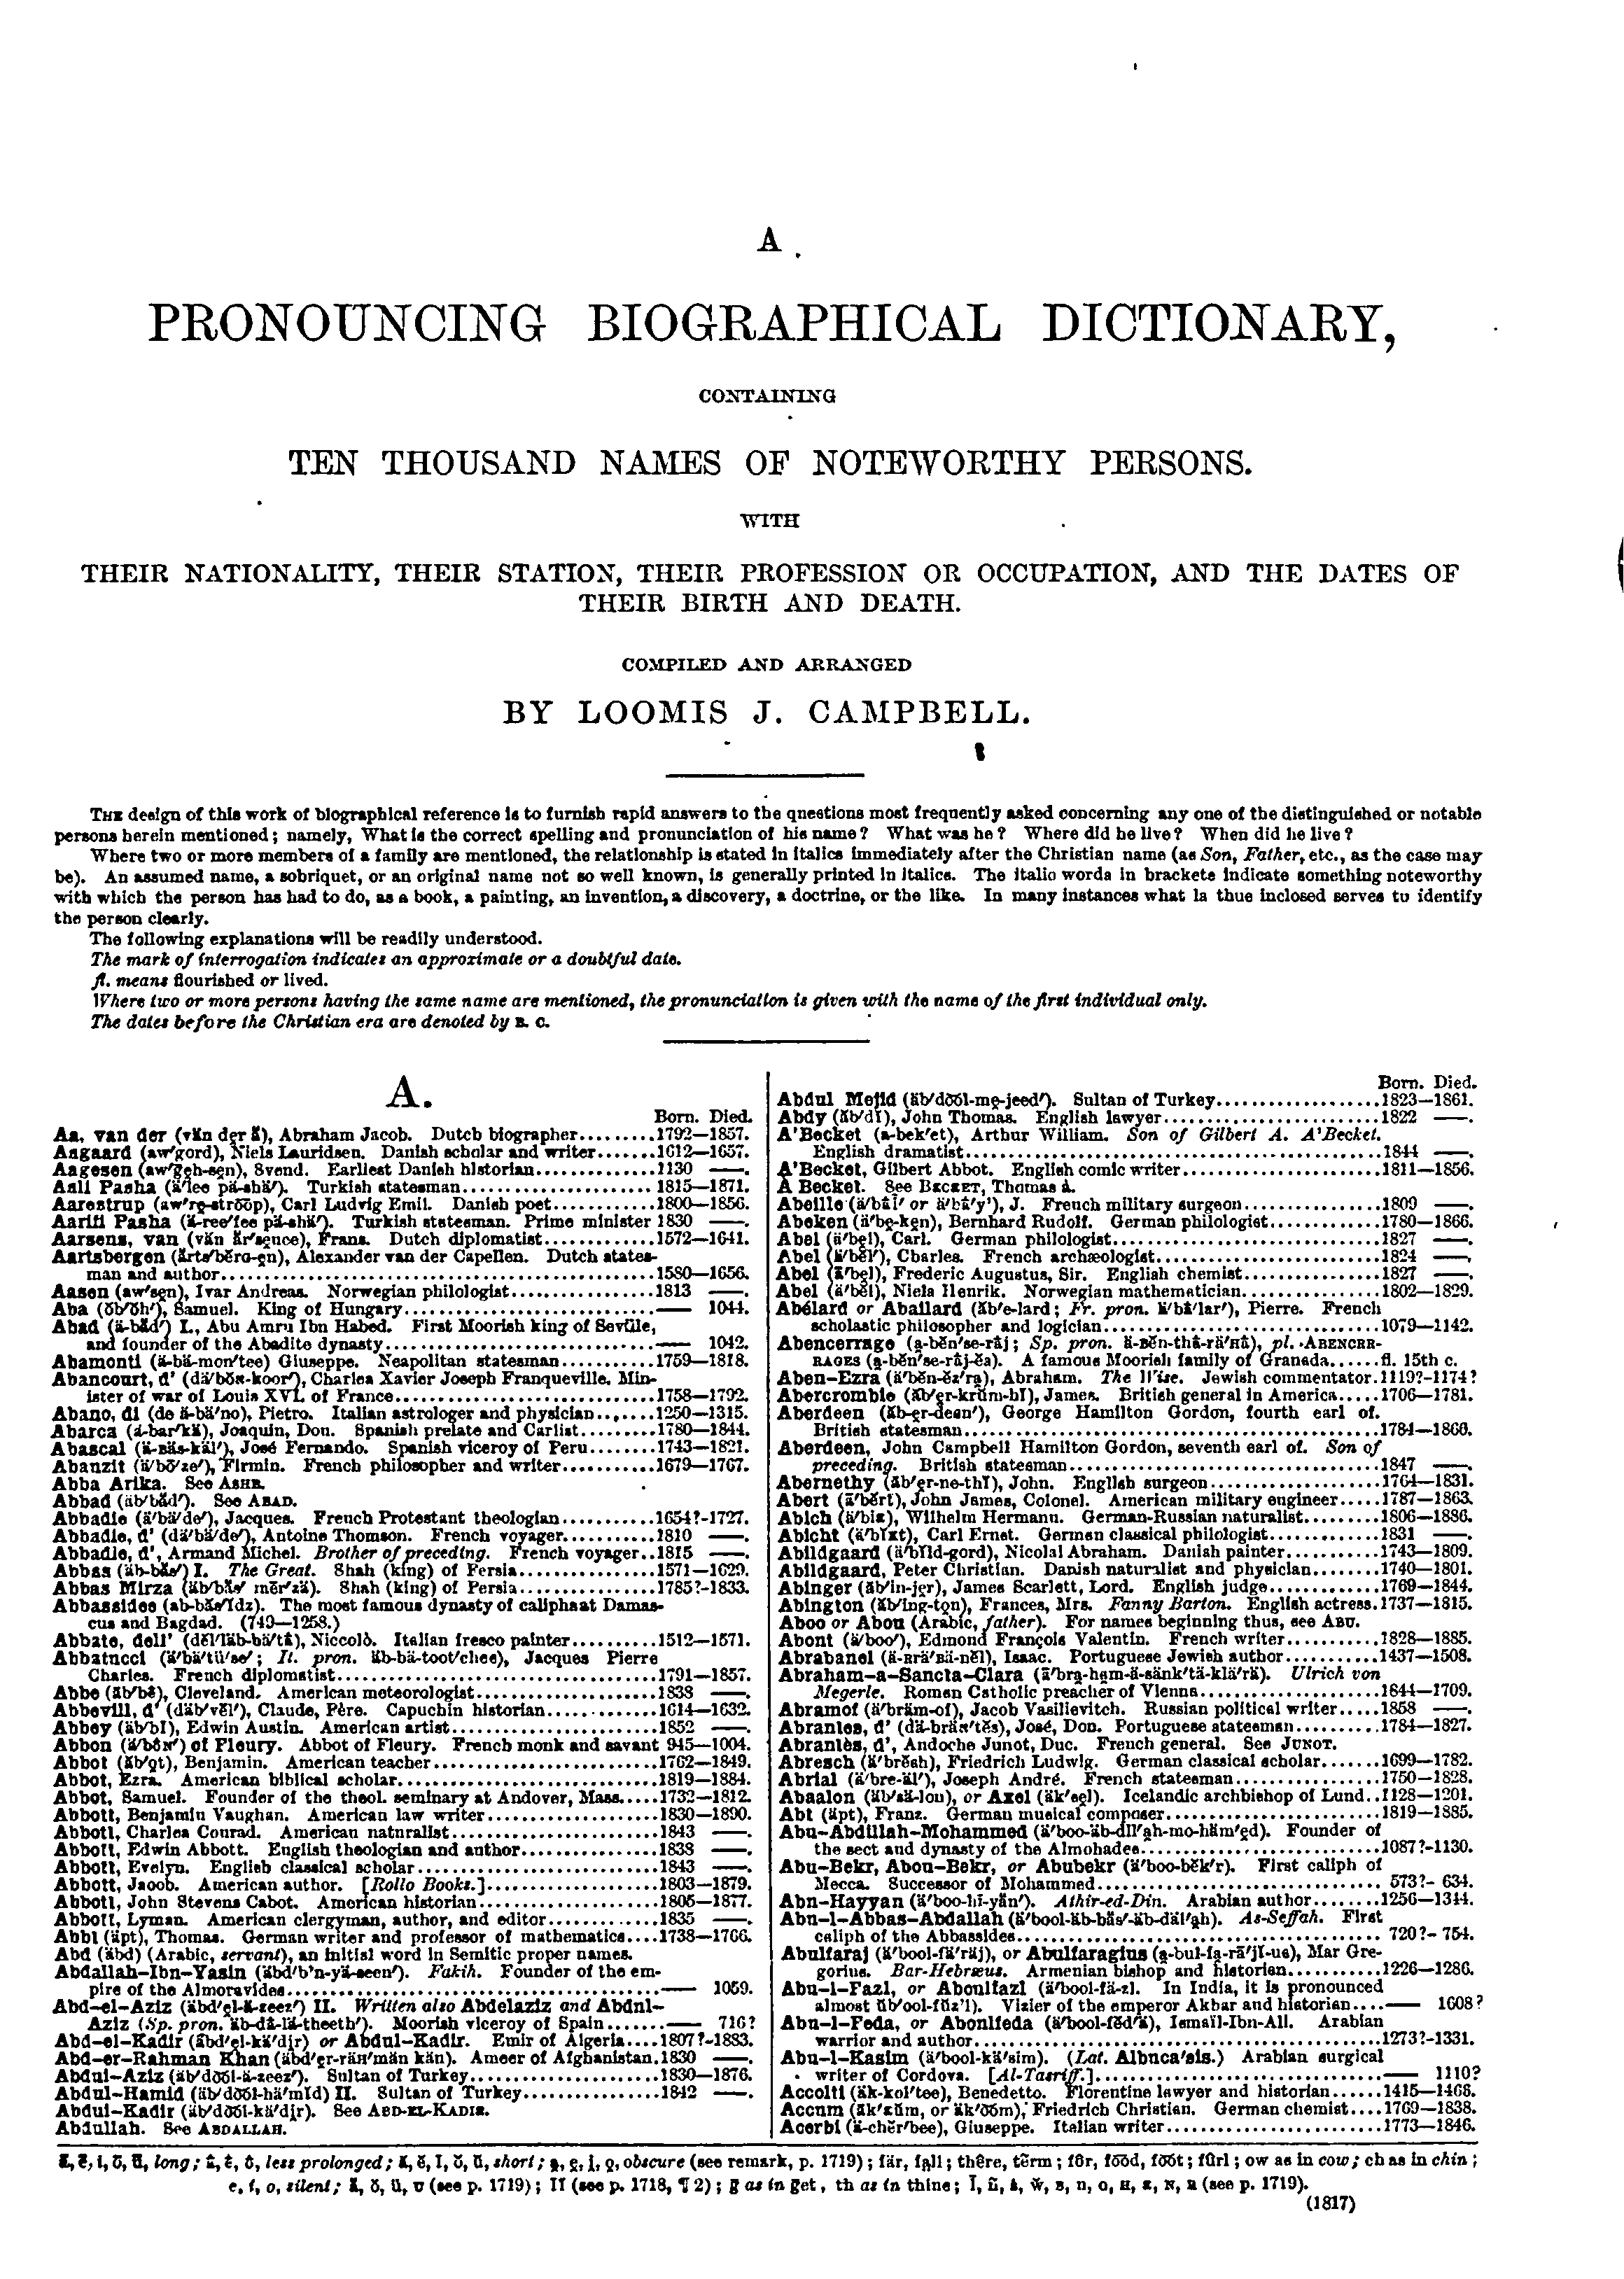 A
PRONOUNCING BIOGRAPHICAL DICTIONARY,
CONTAINING
TEN THOUSAND NAMES OF NOTEWORTHY PERSONS.
WITH
THEIR NATIONALITY, THEIR STATION, THEIR PROFESSION OR OCCUPATION, AND THE DATES OF
THEIR BIRTH AND DEATH.
COMPILED AND ARRANGED
BY LOOMIS J. CAMPBELL.
THE design of this work of biographical reference is to furnish rapid answers to the questions most frequently asked concerning any one of the distinguished or notable
persons herein mentioned; namely, What is the correct spelling and pronunciation of his name? What was he? Where did he live? When did he live?
Where two or more members of a family are mentioned, the relationship is stated in italics immediately after the Christian name (as Son, Father, etc., as the case may
be). An assumed name, a sobriquet, or an original name not so well known, is generally printed in italics. The italic words in brackets indicate something noteworthy
with which the person has had to do, as a book, a painting, an invention, a discovery, a doctrine, or the like. In many instances what is thus inclosed serves to identify
the person clearly.
The following explanations will be readily understood.
The mark of interrogation indicates an approximate or a doubtful date.
fl. means flourished or lived.
Where two or more persons having the same name are mentioned, the pronunciation is given with the name of the first individual only.
The dates before the Christian era are denoted by B. C.
A.
Born. Died.
Aa, van der (vän der ä), Abraham Jacob. Dutch biographer.........1792—1857.
Aagaard (aw'gord), Niels Lauridsen. Danish scholar and writer.......1612—1657.
Aagesen (aw'geh-sen), Svend. Earliest Danish historian.............1130 —.
Aali Pasha (ä'lee pä-shä'). Turkish statesman....................1815—1871.
Aarestrup (aw're-strōōp), Carl Ludvig Emil. Danish poet..........1800—1856.
Aarifi Pasha (ä-ree'fee pä-shä'). Turkish statesman. Prime minister 1830 —.
Aarsens, van (vän är'sence), Frans. Dutch diplomatist.............1572—1641.
Aartsbergen (ärts'bĕrg-en), Alexander van der Capellen. Dutch states-
man and author.............................................1580—1656.
Aasen (aw'sen), Ivar Andreas. Norwegian philologist...............1813 —.
Aba (ŏb'ŏh'), Samuel. King of Hungary..........................— 1044.
Abad (ä-băd') I., Abu Amru Ibn Habed. First Moorish king of Seville,
and founder of the Abadite dynasty.............................— 1042.
Abamonti (ä-bä-mon'tee) Giuseppe. Neapolitan statesman..........1759—1818.
Abancourt, d' (dä'bŏN-koor'), Charles Xavier Joseph Franqueville. Min-
ister of war of Louis XVI. of France............................1758—1792.
Abano, di (de ä-bä'no), Pietro. Italian astrologer and physician......1250—1315.
Abarca (ä-bar'kä), Joaquin, Don. Spanish prelate and Carlist........1780—1844.
Abascal (ä-Bäs-käl'), José Fernando. Spanish viceroy of Peru.......1743—1821.
Abauzit (ä'bō'ze'), Firmin. French philosopher and writer..........1679—1767.
Abba Arika. See ASHR.
Abbad (äb'băd'). See ABAD.
Abbadie (ä'bä'de'), Jacques. French Protestant theologian..........1654?-1727.
Abbadie, d' (dä'bä'de'), Antoine Thomson. French voyager........1810 —.
Abbadie, d', Armand Michel. Brother of preceding. French voyager..1815 —.
Abbas (äb-băs') I. The Great. Shah (king) of Persia...............1571—1629.
Abbas Mirza (äb'băs' mēr'zä). Shah (king) of Persia..............1785?-1833.
Abbassides (ab-băs'Idz). The most famous dynasty of caliphs at Damas-
cus and Bagdad. (749—1258.)
Abbate, dell' (dĕl'läb-bä'tā), Niccolò. Italian fresco painter..........1512—1571.
Abbatucci (ä'bä'tü'se'; It. pron. äb-bä-toot'chee), Jacques Pierre
Charles. French diplomatist..................................1791—1857.
Abbe (ăb'bē), Cleveland. American meteorologist..................1838 —.
Abbevill, d' (däb'vēl'), Claude, Père. Capuchin historian...........1614—1632.
Abbey (ăb'bĭ), Edwin Austin. American artist....................1852 —.
Abbon (ä'bôN') of Fleury. Abbot of Fleury. French monk and savant 945—1004.
Abbot (ăb'ot), Benjamin. American teacher......................1762—1849.
Abbot, Ezra. American biblical scholar..........................1819—1884.
Abbot, Samuel. Founder of the theol. seminary at Andover, Mass.....1732—1812.
Abbott, Benjamin Vaughan. American law writer.................1830—1890.
Abbott, Charles Conrad. American naturalist.....................1843 —.
Abbott, Edwin Abbott. English theologian and author..............1838 —.
Abbott, Evelyn. English classical scholar........................1843 —.
Abbott, Jacob. American author. [Rollo Books.]..................1803—1879.
Abbott, John Stevens Cabot. American historian..................1805—1877.
Abbott, Lyman. American clergyman, author, and editor...........1835 —.
Abbt (äpt), Thomas. German writer and professor of mathematics....1738—1766.
Abd (äbd) (Arabic, servant), an initial word in Semitic proper names.
Abdallah-Ibn-Yasin (äbd'b'n-yä-seen'). Fakih. Founder of the em-
pire of the Almoravides......................................— 1059.
Abd-el-Aziz (äbd'el-ä-zeez') II. Written also Abdelaziz and Abdul-
Aziz (Sp. pron. äb-dä-lä-theeth'). Moorish viceroy of Spain.......— 716?
Abd-el-Kadir (äbd'el-kä'dir) or Abdul-Kadir. Emir of Algeria....1807?-1883.
Abd-er-Rahman Khan (äbd'er-räн'män kän). Ameer of Afghanistan.1830 —.
Abdul-Aziz (äb'dŏŏl-ä-zeez'). Sultan of Turkey..................1830—1876.
Abdul-Hamid (äb'dŏŏl-hä'mĭd) II. Sultan of Turkey..............1842 —.
Abdul-Kadir (äb'dŏŏl-kä'dir). See ABD-EL-KADIR.
Abdullah. See ABDALLAH.
Born. Died.
Abdul Mejid (äb'dŏŏl-me-jeed'). Sultan of Turkey................1823—1861.
Abdy (ăb'dĭ), John Thomas. English lawyer.....................1822 —.
A'Becket (a-bek'et), Arthur William. Son of Gilbert A. A'Becket.
English dramatist...........................................1844 —.
A'Becket, Gilbert Abbot. English comic writer...................1811—1856.
À Becket. See BECKET, Thomas à.
Abeille (ä'bāl' or ä'bā'y'), J. French military surgeon..............1809 —.
Abeken (ä'be-ken), Bernhard Rudolf. German philologist..........1780—1866.
Abel (ä'bel), Carl. German philologist...........................1827 —.
Abel (ä'bĕl'), Charles. French archæologist......................1824 —.
Abel (ā'bel), Frederic Augustus, Sir. English chemist.............1827 —.
Abel (ä'bĕl), Niels Henrik. Norwegian mathematician.............1802—1829.
Abélard or Abailard (ăb'e-lard; Fr. pron. ä'bā'lar'), Pierre. French
scholastic philosopher and logician.............................1079—1142.
Abencerrage (a-bĕn'se-rāj; Sp. pron. ä-Bĕn-thā-rä'нā), pl. ABENCER-
RAGES (a-bĕn'se-rāj-ĕz). A famous Moorish family of Granada......fl. 15th c.
Aben-Ezra (ä'bĕn-ĕz'ra), Abraham. The Wise. Jewish commentator.1119?-1174?
Abercrombie (ăb'er-krŭm-bĭ), James. British general in America.....1706—1781.
Aberdeen (ăb-er-deen'), George Hamilton Gordon, fourth earl of.
British statesman...........................................1784—1860.
Aberdeen, John Campbell Hamilton Gordon, seventh earl of. Son of
preceding. British statesman.................................1847 —.
Abernethy (ăb'er-ne-thĭ), John. English surgeon.................1764—1831.
Abert (ā'bẽrt), John James, Colonel. American military engineer.....1787—1863.
Abich (ä'biK), Wilhelm Hermann. German-Russian naturalist........1806—1886.
Abicht (ä'bĭKt), Carl Ernst. German classical philologist............1831 —.
Abildgaard (ä'bĭld-gord), Nicolai Abraham. Danish painter.........1743—1809.
Abildgaard, Peter Christian. Danish naturalist and physician.......1740—1801.
Abinger (ăb'in-jer), James Scarlett, Lord. English judge...........1769—1844.
Abington (ăb'ing-ton), Frances, Mrs. Fanny Barton. English actress.1737—1815.
Aboo or Abou (Arabic, father). For names beginning thus, see ABU.
About (ä'boo'), Edmond François Valentin. French writer..........1828—1885.
Abrabanel (ä-Brä'Bä-nĕl), Isaac. Portuguese Jewish author.........1437—1508.
Abraham-a-Sancta-Clara (ā'bra-ham-ä-sänk'tä-klä'rä). Ulrich von
Megerle. Roman Catholic preacher of Vienna....................1644—1709.
Abramof (ä'bräm-of), Jacob Vasilievitch. Russian political writer....1858 —.
Abrantes, d' (dä-brän'tĕs), José, Don. Portuguese statesman.........1784—1827.
Abrantès, d', Andoche Junot, Duc. French general. See JUNOT.
Abresch (ä'brĕsh), Friedrich Ludwig. German classical scholar......1699—1782.
Abrial (ä'bre-äl'), Joseph André. French statesman...............1750—1828.
Absalon (äb'sä-lon), or Axel (äk'sel). Icelandic archbishop of Lund..1128—1201.
Abt (äpt), Franz. German musical composer......................1819—1885.
Abu-Abdullah-Mohammed (ä'boo-äb-dŭl'ah-mo-häm'ed). Founder of
the sect and dynasty of the Almohades.........................1087?-1130.
Abu-Bekr, Abou-Bekr, or Abubekr (ä'boo-bĕk'r). First caliph of
Mecca. Successor of Mohammed...............................573?- 634.
Abu-Hayyan (ä'boo-hī-yän'). Athir-ed-Din. Arabian author........1256—1344.
Abu-l-Abbas-Abdallah (ä'bool-äb-băs'-äb-däl'ah). As-Seffah. First
caliph of the Abbassides......................................720?- 754.
Abulfaraj (ä'bool-fä'räj), or Abulfaragius (a-bul-fa-rā'jĭ-us), Mar Gre-
gorius. Bar-Hebræus. Armenian bishop and historian...........1226—1286.
Abu-l-Fazl, or Aboulfazl (ä'bool-fä-zl. In India, it is pronounced
almost ŭb'ool-fŭz'l). Vizier of the emperor Akbar and historian....— 1608?
Abu-l-Feda, or Abonlfeda (ä'bool-fĕd'ä), Ismaïl-Ibn-Ali. Arabian
warrior and author..........................................1273?-1331.
Abu-l-Kasim (ä'bool-kä'sim). (Lat. Albuca'sis.) Arabian surgical
writer of Cordova. [Al-Tasriff.]................................— 1110?
Accolti (äk-kol'tee), Benedetto. Florentine lawyer and historian......1415—1466.
Accum (äk'kŭm, or äk'ŏŏm), Friedrich Christian. German chemist....1769—1838.
Acerbi (ä-chĕr'bee), Giuseppe. Italian writer.....................1773—1846.
long; less prolonged; short; obscure (see remark, p. 1719); fär, fall; thêre, tẽrm; fôr, fōōd, fŏŏt; fûrl; ow as in cow; ch as in chin;
e, i, o, silent; (see p. 1719); H (see p. 1718, ¶ 2); g as in get, th as in thine; (see p. 1719).
(1817)